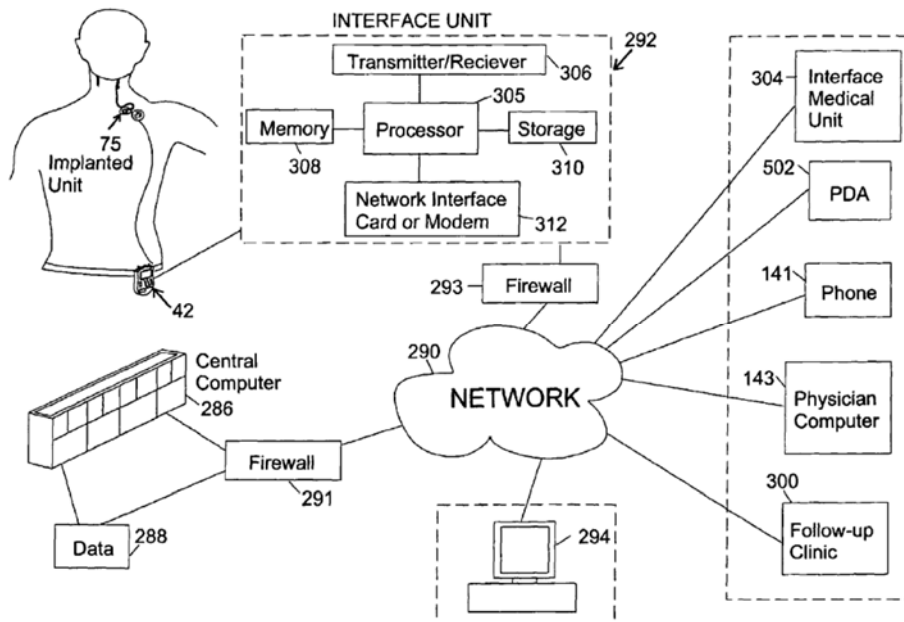 INTERFACE UNIT
292
Transmitter/Reciever
306
305
Memory
308
Processor
Storage
310
Network Interface
Card or Modem
312
75
Implanted
Unit
42
293
Firewall
304
Interface
Medical
Unit
502
PDA
141
Phone
143
Physician
Computer
300
Follow-up
Clinic
290
NETWORK
Central
Computer
286
Firewall
291
Data
288
294